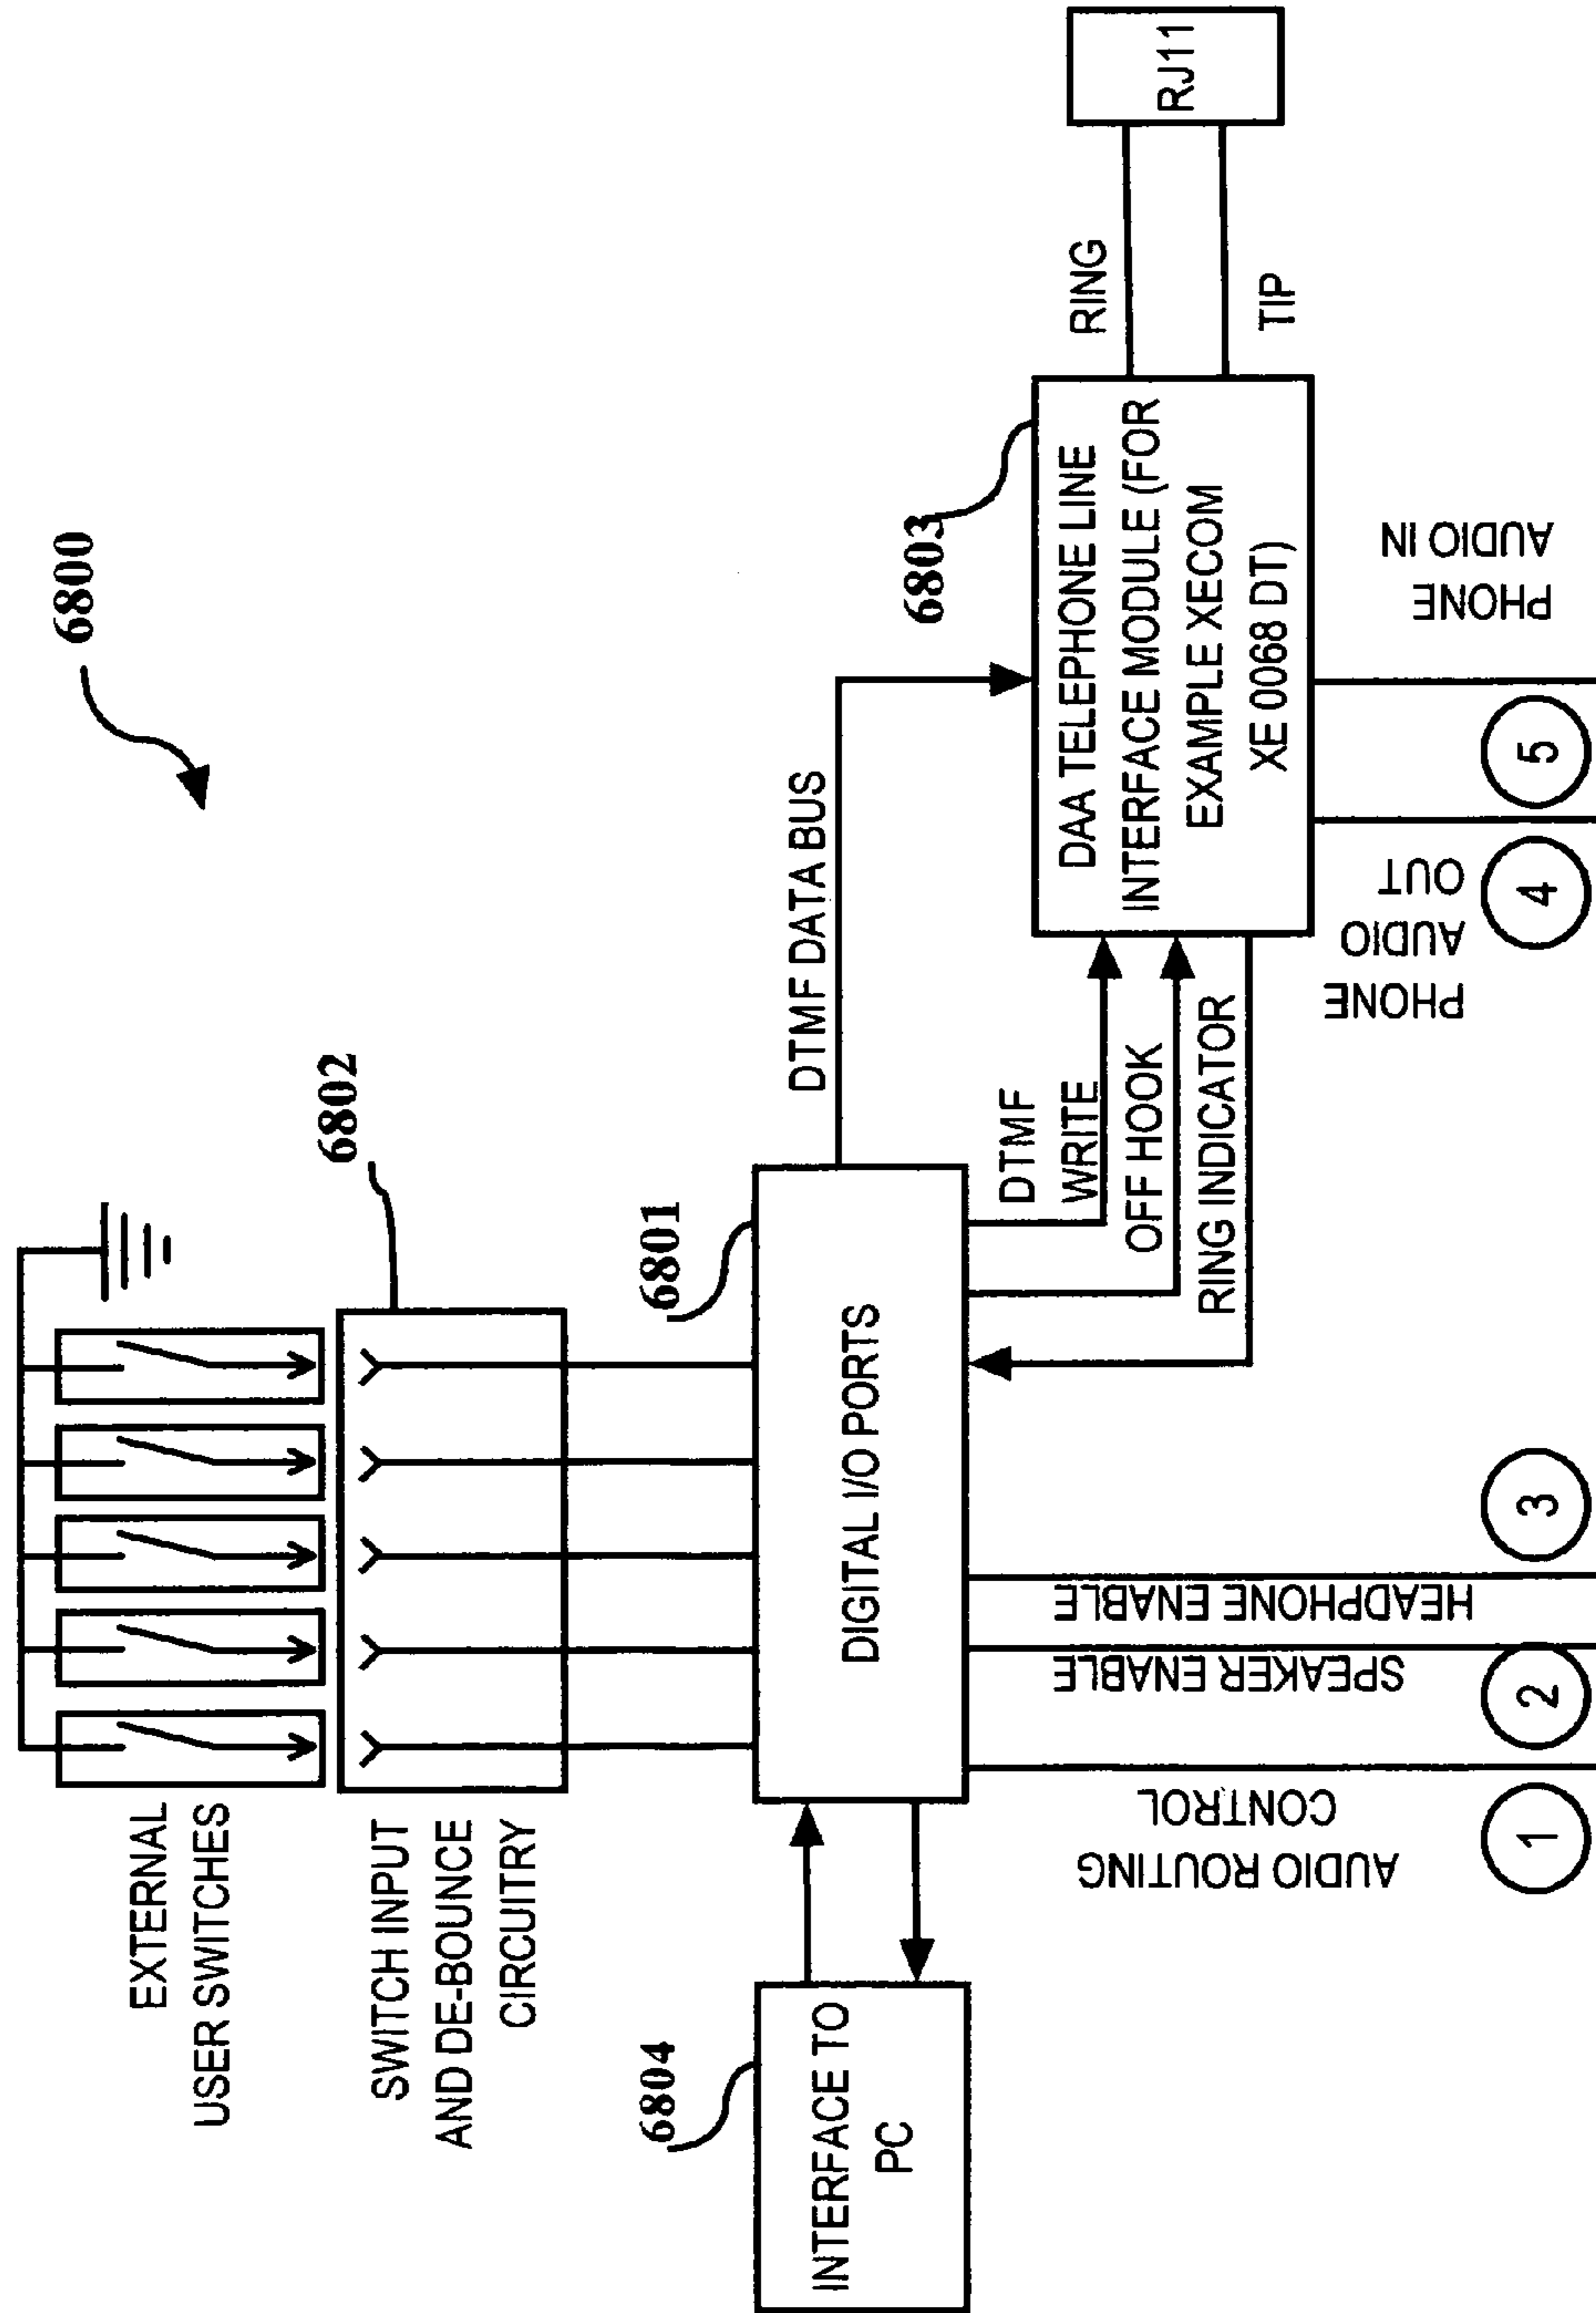 6800
EXTERNAL
USER SWITCHES
6802
SWITCH INPUT
AND DE-BOUNCE
CIRCUITRY
6801
6804
INTERFACE TO
PC
DIGITAL I/O PORTS
DTMF DATA BUS
DTMF
WRITE
OFF HOOK
RING INDICATOR
6803
DAA TELEPHONE LINE
INTERFACE MODULE (FOR
EXAMPLE XECOM
XE 0068 DT)
RING
TIP
RJ11
AUDIO ROUTING
CONTROL
1
SPEAKER ENABLE
2
HEADPHONE ENABLE
3
PHONE
AUDIO
OUT
4
PHONE
AUDIO IN
5